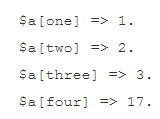 $a[one] => 1.
$a[two] => 2.
$a[three] => 3.
$a[four] => 17.